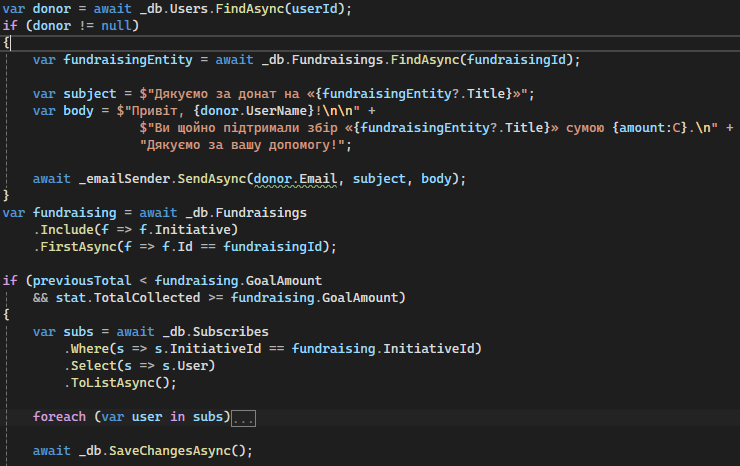 var donor = await _db.Users.FindAsync(userId);
if (donor != null)
{
    var fundraisingEntity = await _db.Fundraisings.FindAsync(fundraisingId);
    var subject = $"Дякуємо за донат на «{fundraisingEntity?.Title}»";
    var body = $"Привіт, {donor.UserName}!\n\n" +
                  $"Ви щойно підтримали збір «{fundraisingEntity?.Title}» сумою {amount:C}.\n" +
                  "Дякуємо за вашу допомогу!";
    await _emailSender.SendAsync(donor.Email, subject, body);
}
var fundraising = await _db.Fundraisings
    .Include(f => f.Initiative)
    .FirstAsync(f => f.Id == fundraisingId);
if (previousTotal < fundraising.GoalAmount
    && stat.TotalCollected >= fundraising.GoalAmount)
{
    var subs = await _db.Subscribes
        .Where(s => s.InitiativeId == fundraising.InitiativeId)
        .Select(s => s.User)
        .ToListAsync();
    foreach (var user in subs)...
    await _db.SaveChangesAsync();